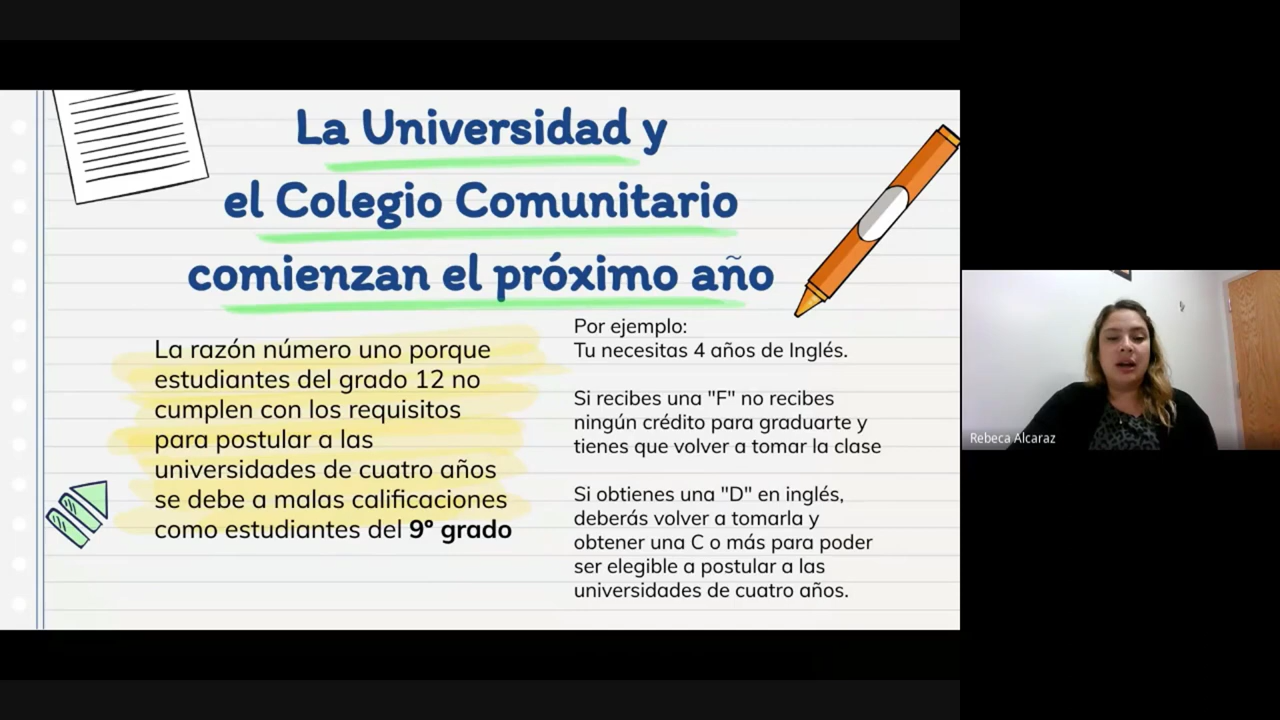 La Universidad y
el Colegio Comunitario
comienzan el próximo año
La razón número uno porque
estudiantes del grado 12 no
cumplen con los requisitos
para postular a las
universidades de cuatro años
se debe a malas calificaciones
como estudiantes del 9º grado
Por ejemplo:
Tu necesitas 4 años de Inglés.
Si recibes una "F" no recibes
ningún crédito para graduarte y
tienes que volver a tomar la clase
Si obtienes una "D" en inglés,
deberás volver a tomarla y
obtener una C o más para poder
ser elegible a postular a las
universidades de cuatro años.
Rebeca Alcaraz